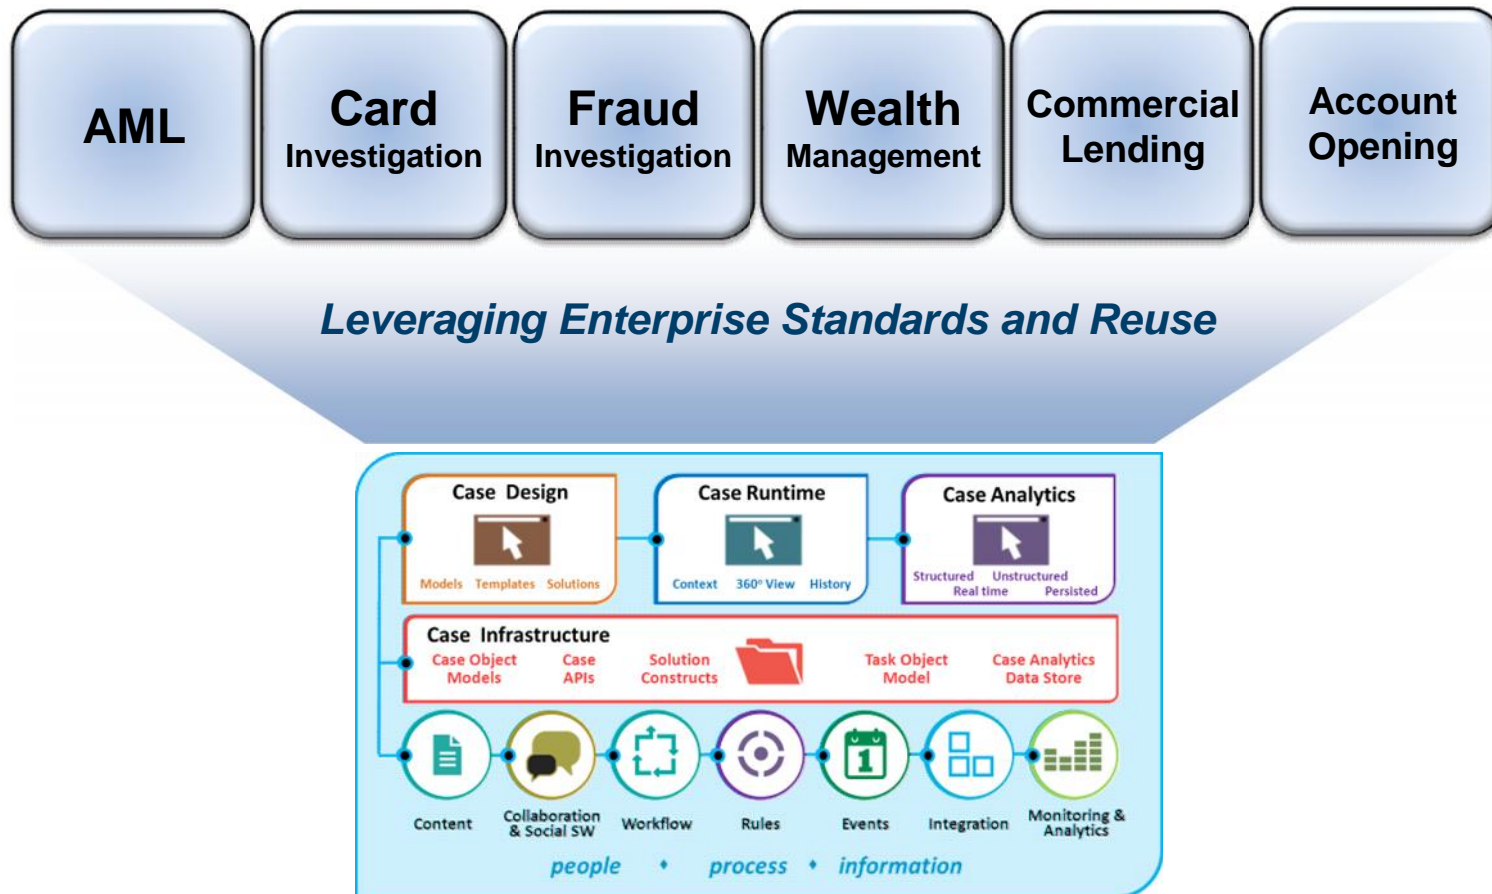 AML
Card
Investigation
Fraud
Investigation
Wealth
Management
Commercial
Lending
Account
Opening
Leveraging Enterprise Standards and Reuse
Case Design
Models Templates Solutions
Case Runtime
Context 360° View History
Case Analytics
Structured Unstructured
Real time Persisted
Case Infrastructure
Case Object
Models
Case
APIs
Solution
Constructs
Task Object
Model
Case Analytics
Data Store
1
Content
Collaboration
& Social SW
Workflow
Rules
Events
Integration
Monitoring &
Analytics
people • process • information